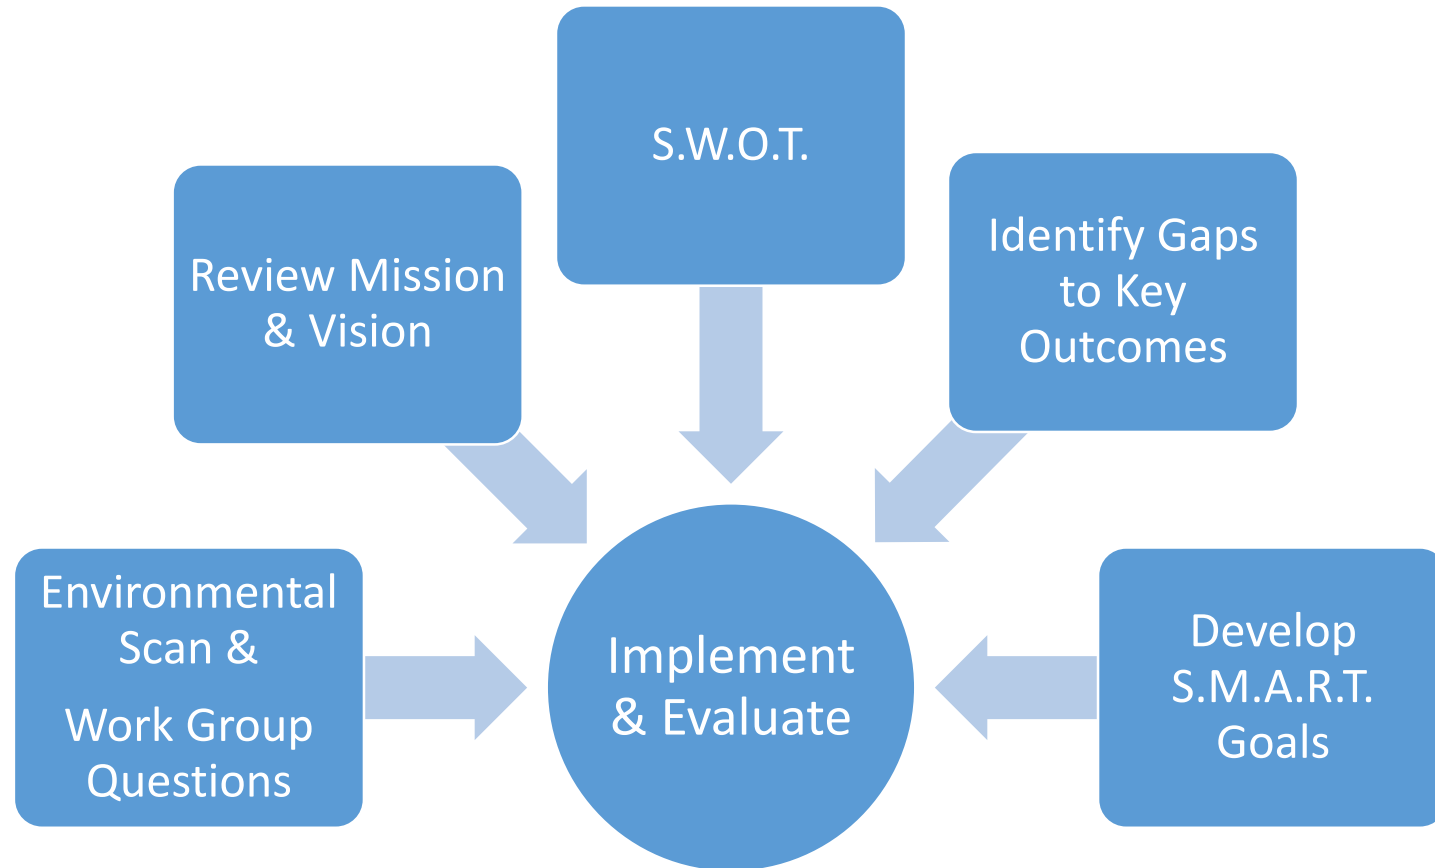 Environmental
Scan &
Work Group
Questions
Review Mission
& Vision
S.W.O.T.
Identify Gaps
to Key
Outcomes
Develop
S.M.A.R.T.
Goals
Implement
& Evaluate